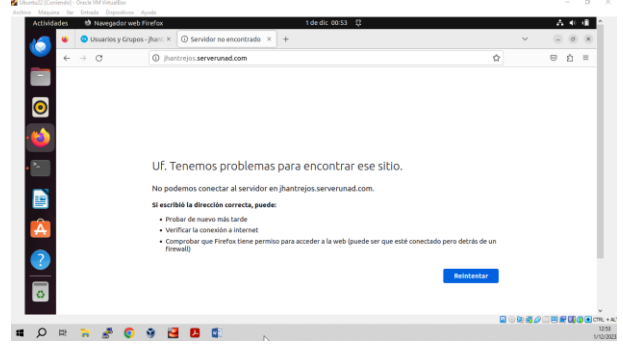 Ubuntu22 [Corriendo] - Oracle VM VirtualBox
Archivo Máquina Ver Entrada Dispositivos Ayuda
Actividades Navegador web Firefox 1 de dic 00:53
Usuarios y Grupos - jhant × Servidor no encontrado × +
jhantrejos.serverunad.com
Uf. Tenemos problemas para encontrar ese sitio.
No podemos conectar al servidor en jhantrejos.serverunad.com.
Si escribió la dirección correcta, puede:
• Probar de nuevo más tarde
• Verificar la conexión a internet
• Comprobar que Firefox tiene permiso para acceder a la web (puede ser que esté conectado pero detrás de un
firewall)
Reintentar
CTRL + ALT
12:53
1/12/2023